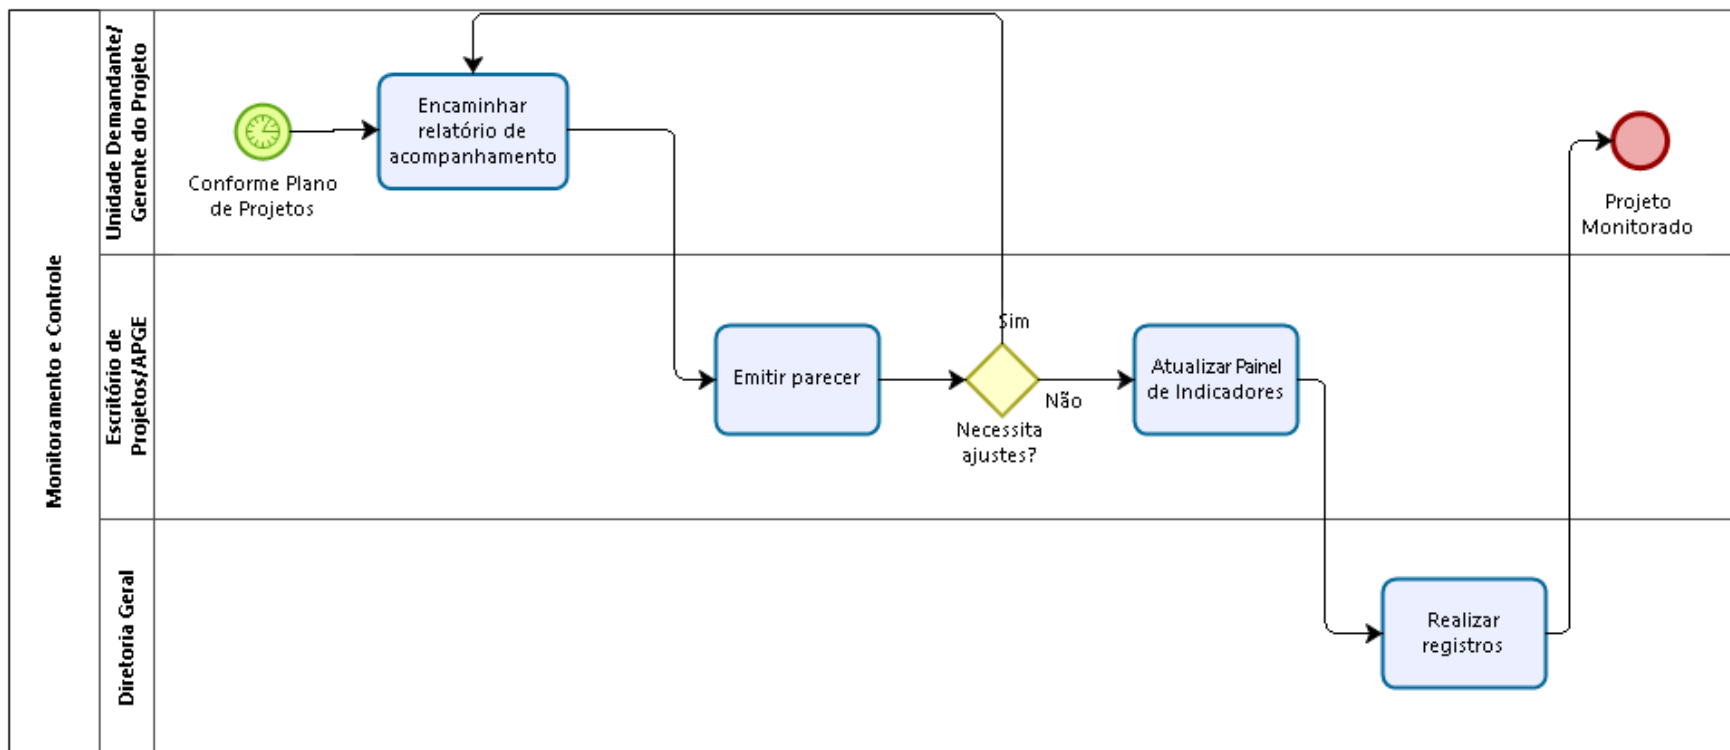 Monitoramento e Controle
Unidade Demandante/
Gerente do Projeto
Conforme Plano
de Projetos
Encaminhar
relatório de
acompanhamento
Projeto
Monitorado
Escritório de
Projetos/APGE
Emitir parecer
Sim
Necessita
ajustes?
Não
Atualizar Painel
de Indicadores
Diretoria Geral
Realizar
registros